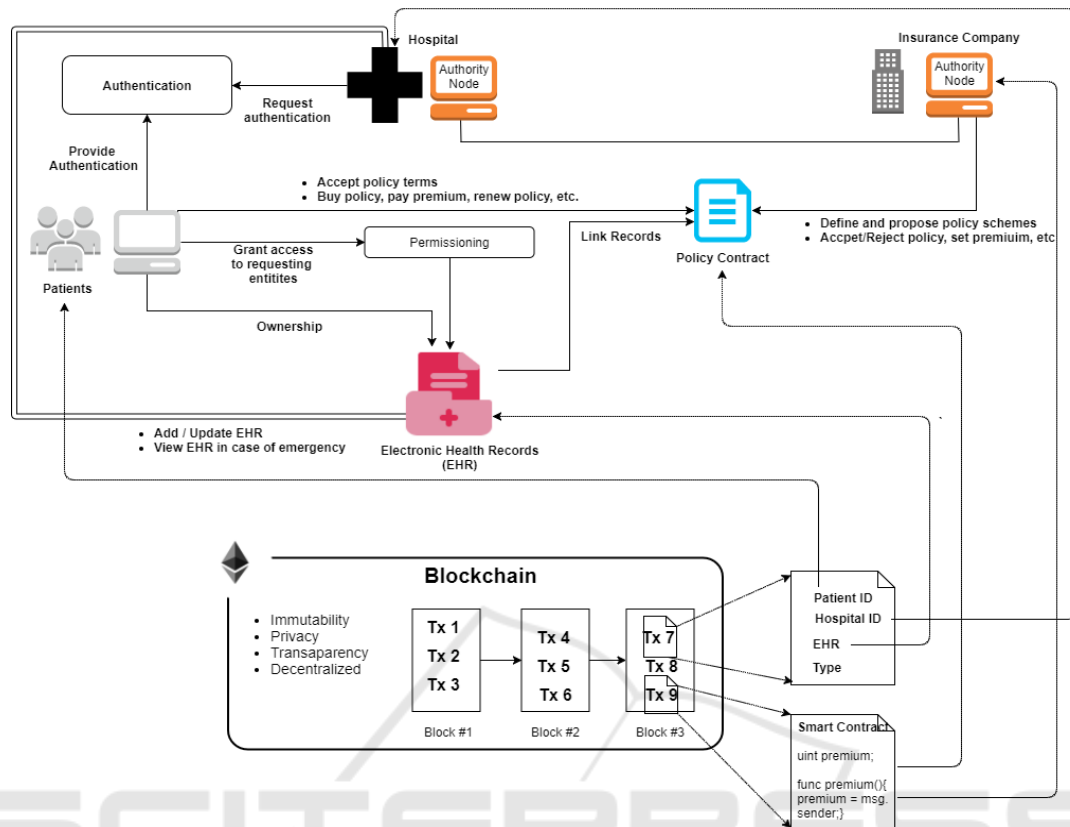 Hospital
Insurance Company
Authority
Node
Authority
Node
Authentication
Request
authentication
Provide
Authentication
• Accept policy terms
• Buy policy, pay premium, renew policy, etc.
• Define and propose policy schemes
• Accpet/Reject policy, set premiuim, etc
Link Records
Permissioning
Grant access
to requesting
entitites
Policy Contract
Patients
Ownership
• Add / Update EHR
• View EHR in case of emergency
Electronic Health Records
(EHR)
Blockchain
• Immutability
• Privacy
• Transaparency
• Decentralized
Tx 1
Tx 2
Tx 3
Block #1
Tx 4
Tx 5
Tx 6
Block #2
Tx 7
Tx 8
Tx 9
Block #3
Patient ID
Hospital ID
EHR
Type
Smart Contract
uint premium;
func premium(){
premium = msg.
sender;}
SCITEPRESS